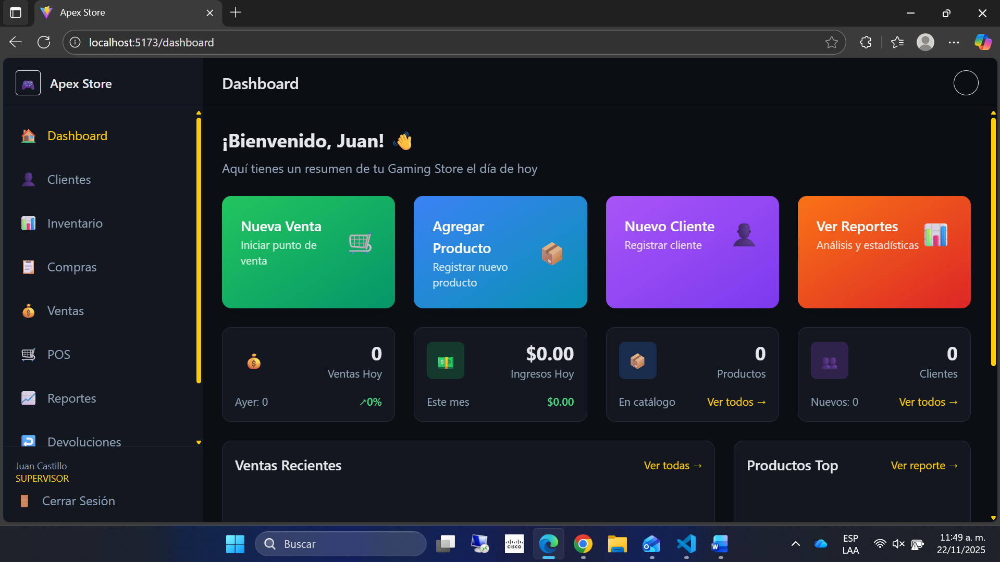 Apex Store
localhost:5173/dashboard
Apex Store
Dashboard
Clientes
Inventario
Compras
Ventas
POS
Reportes
Devoluciones
Juan Castillo
SUPERVISOR
Cerrar Sesión
Dashboard
¡Bienvenido, Juan! 👋
Aquí tienes un resumen de tu Gaming Store el día de hoy
Nueva Venta
Iniciar punto de
venta
Agregar
Producto
Registrar nuevo
producto
Nuevo Cliente
Registrar cliente
Ver Reportes
Análisis y estadísticas
0
Ventas Hoy
Ayer: 0
↗0%
$0.00
Ingresos Hoy
Este mes
$0.00
0
Productos
En catálogo
Ver todos →
0
Clientes
Nuevos: 0
Ver todos →
Ventas Recientes
Ver todas →
Productos Top
Ver reporte →
Buscar
CISCO
ESP
LAA
11:49 a. m.
22/11/2025